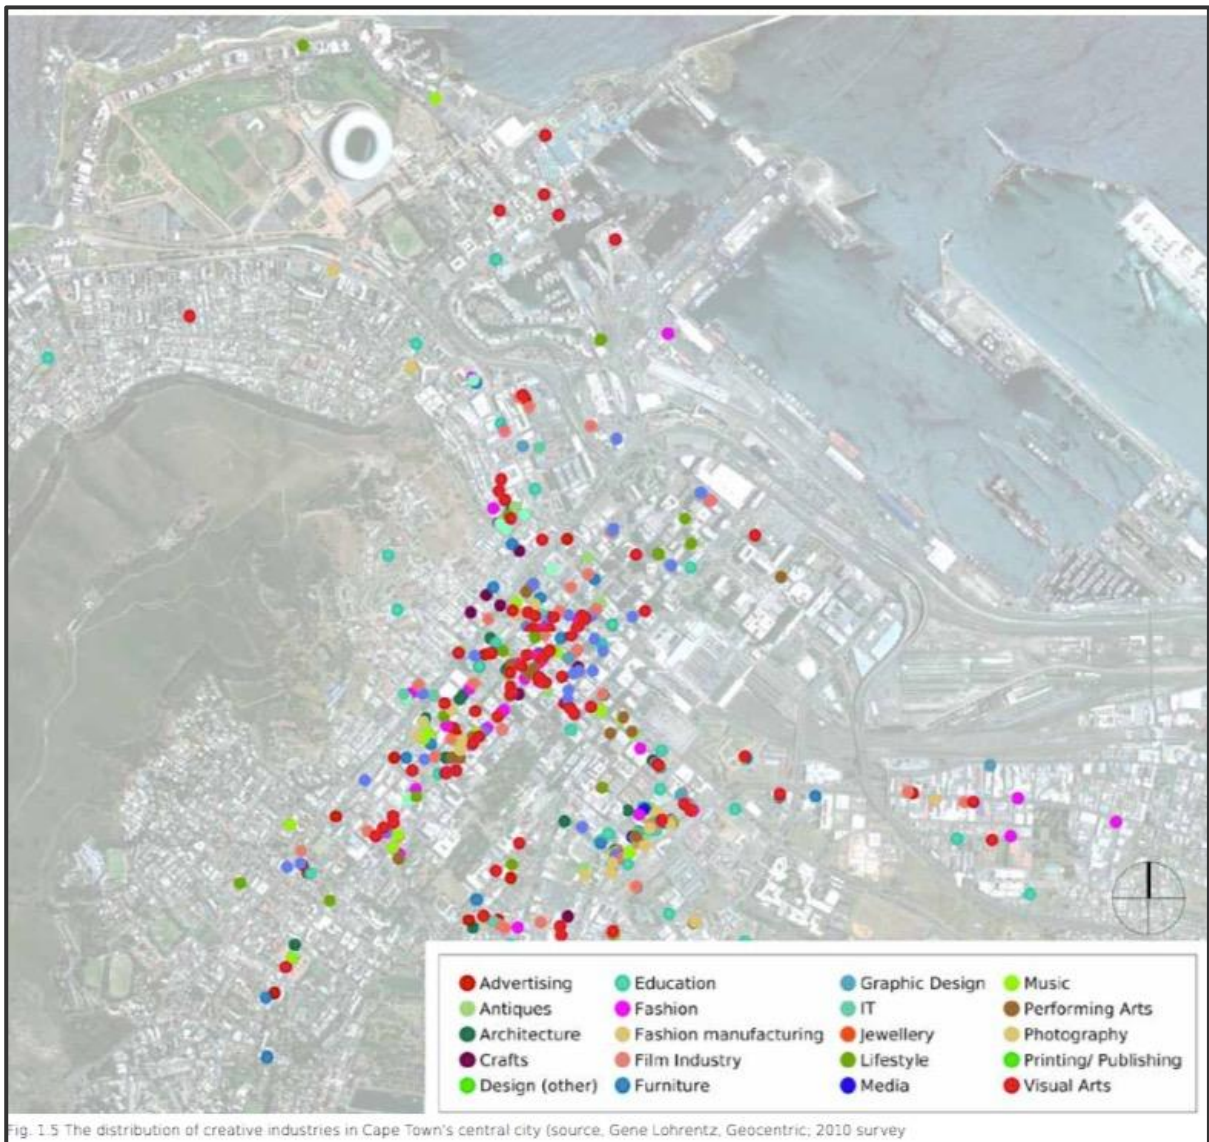 Advertising Education Graphic Design Music
Antiques Fashion IT Performing Arts
Architecture Fashion manufacturing Jewellery Photography
Crafts Film Industry Lifestyle Printing/ Publishing
Design (other) Furniture Media Visual Arts
Fig. 1.5 The distribution of creative industries in Cape Town's central city (source, Gene Lohrentz, Geocentric; 2010 survey